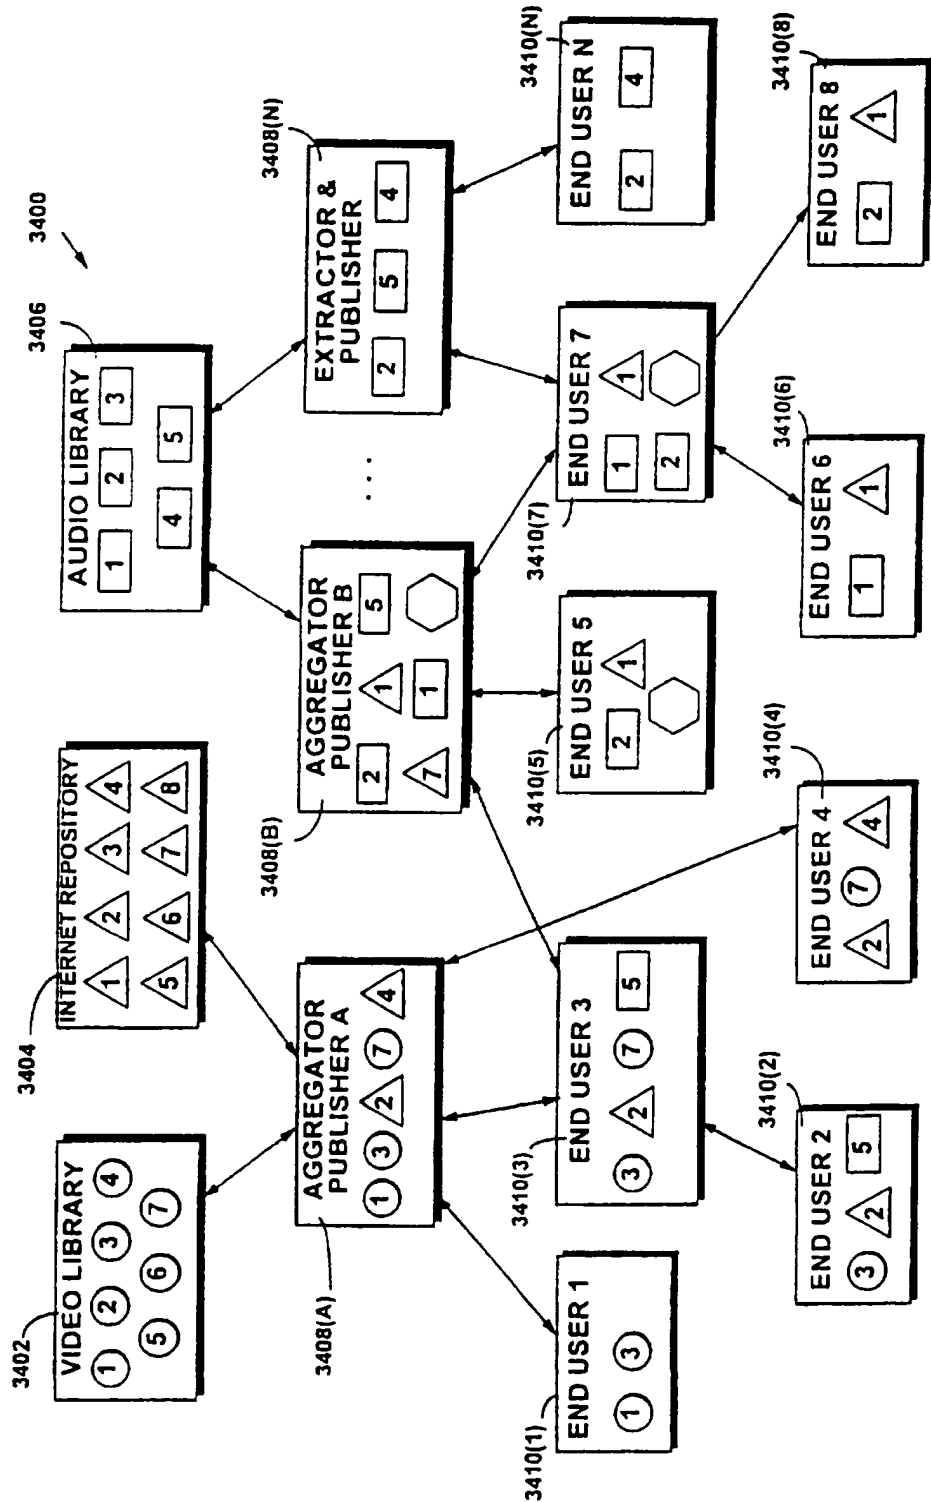 3400
3402
VIDEO LIBRARY
1 2 3 4
5 6 7
3404
INTERNET REPOSITORY
1 2 3 4
5 6 7 8
3406
AUDIO LIBRARY
1 2 3
4 5
3408(A)
AGGREGATOR
PUBLISHER A
1 3 2 7 4
3408(B)
AGGREGATOR
PUBLISHER B
2 1 5
7 1
. . .
3408(N)
EXTRACTOR &
PUBLISHER
2 5 4
3410(1)
END USER 1
1 3
3410(3)
END USER 3
3 2 7 5
3410(5)
END USER 5
2 1
3410(7)
END USER 7
1 1
2
3410(N)
END USER N
2 4
3410(2)
END USER 2
3 2 5
3410(4)
END USER 4
2 7 4
3410(6)
END USER 6
1 1
3410(8)
END USER 8
2 1